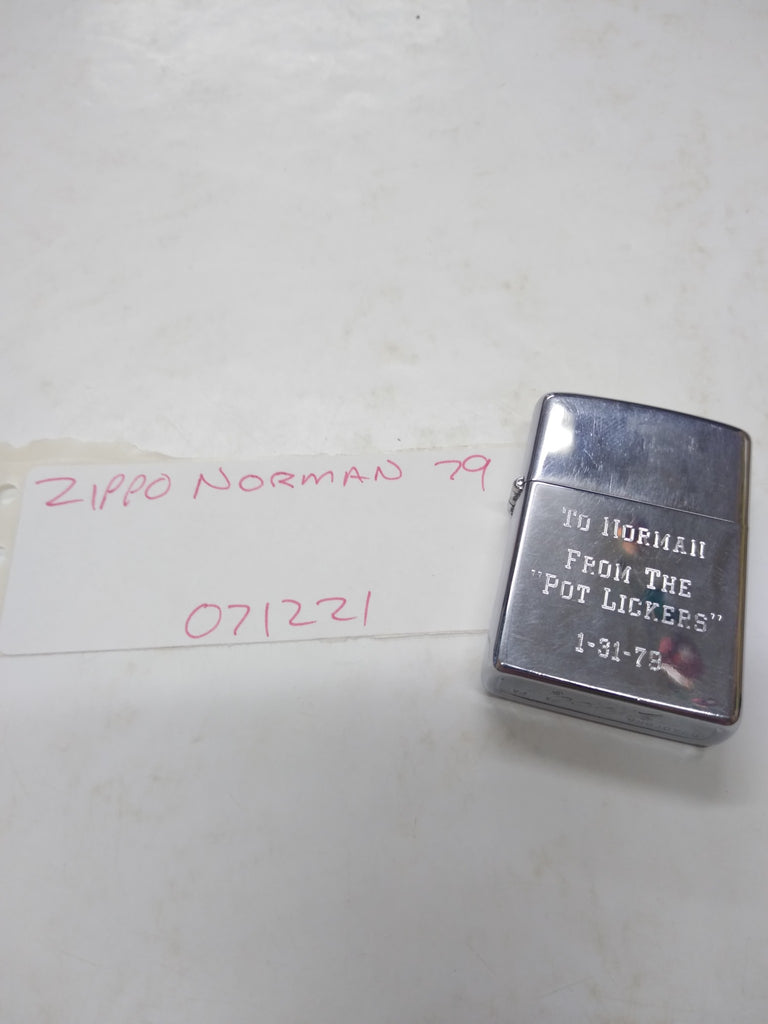 ZIPPO NORMAN 79
071221
TO NORMAN
FROM THE
"POT LICKERS"
1-31-79